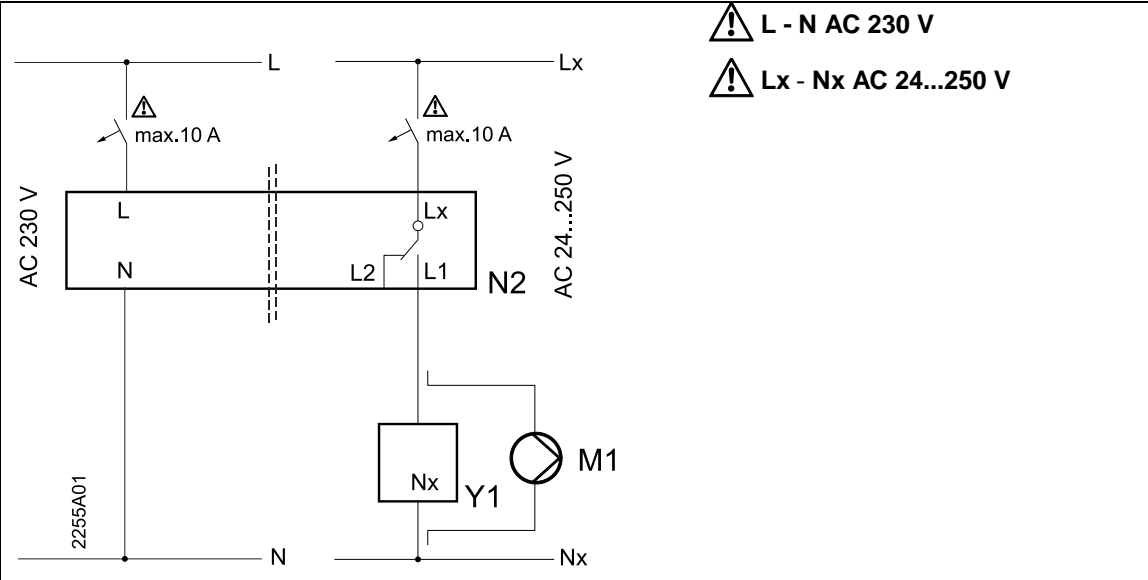 L - N AC 230 V
Lx - Nx AC 24...250 V
L
Lx
max.10 A
max.10 A
AC 230 V
AC 24...250 V
L
Lx
N
L2
L1
N2
M1
Nx
Y1
2255A01
N
Nx